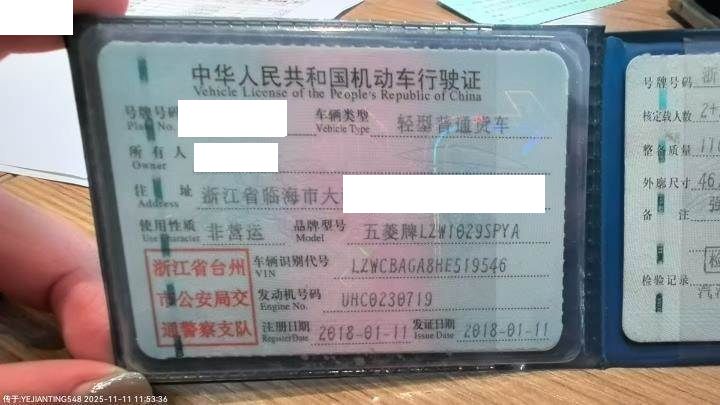 中华人民共和国机动车行驶证
Vehicle License of the People's Republic of China
号牌号码
Plate No.
车辆类型 轻型普通货车
Vehicle Type
所有人
Owner
住址 浙江省临海市大
Address
使用性质 非营运 品牌型号 五菱牌LZW1029SPYA
Use Character Model
浙江省台州
市公安局交
通警察支队
车辆识别代号 LZWCBAGA8HE519546
VIN
发动机号码 UHC0230719
Engine No.
注册日期 2018-01-11 发证日期 2018-01-11
Register Date Issue Date
号牌号码 浙
核定载人数 2+
整备质量
外廓尺寸 46
备注
检验记录
传于:YEJIANTING548 2025-11-11 11:53:36